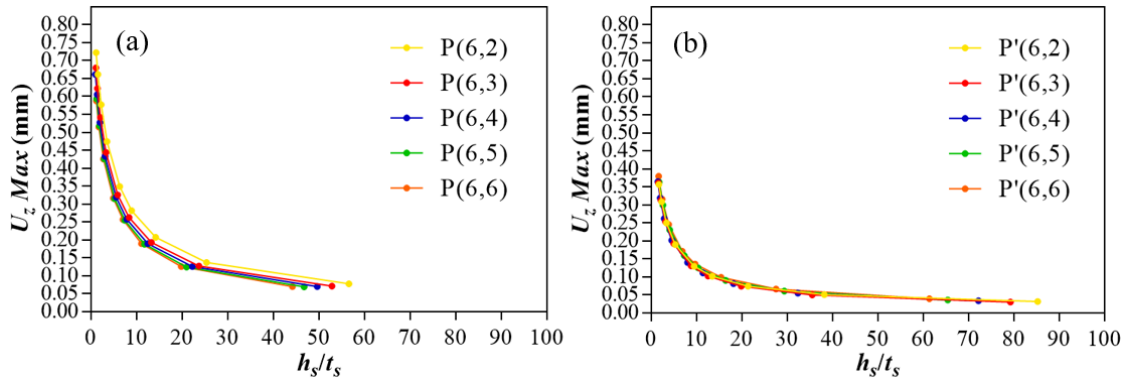 (a)
P(6,2)
P(6,3)
P(6,4)
P(6,5)
P(6,6)
0.80
0.75
0.70
0.65
0.60
0.55
0.50
0.45
0.40
0.35
0.30
0.25
0.20
0.15
0.10
0.05
0.00
U_z Max (mm)
0 10 20 30 40 50 60 70 80 90 100
h_s/t_s
(b)
P'(6,2)
P'(6,3)
P'(6,4)
P'(6,5)
P'(6,6)
0.80
0.75
0.70
0.65
0.60
0.55
0.50
0.45
0.40
0.35
0.30
0.25
0.20
0.15
0.10
0.05
0.00
U_z Max (mm)
0 10 20 30 40 50 60 70 80 90 100
h_s/t_s